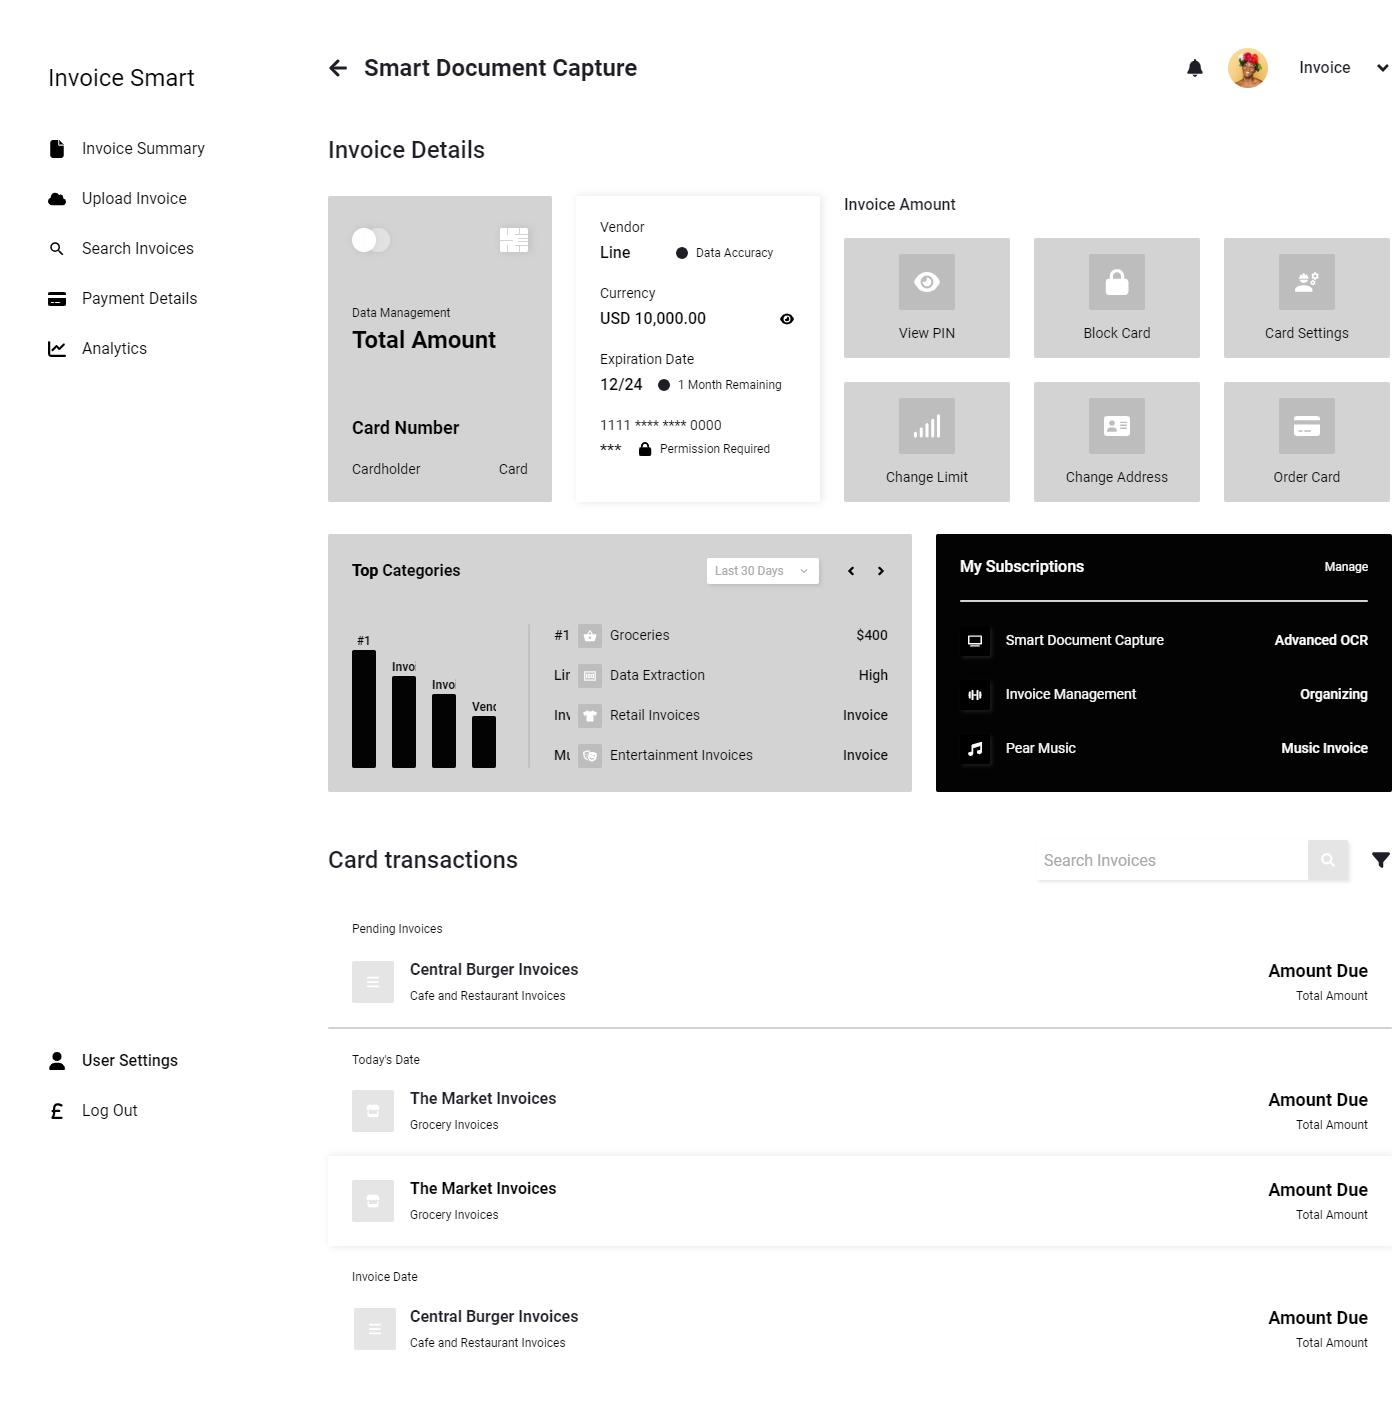 Invoice Smart
Invoice Summary
Upload Invoice
Search Invoices
Payment Details
Analytics
User Settings
£ Log Out
Smart Document Capture
Invoice
Invoice Details
Data Management
Total Amount
Card Number
Cardholder Card
Vendor
Line Data Accuracy
Currency
USD 10,000.00
Expiration Date
12/24 1 Month Remaining
1111 **** **** 0000
*** Permission Required
Invoice Amount
View PIN
Block Card
Card Settings
Change Limit
Change Address
Order Card
Top Categories
Last 30 Days
#1
Invoi
Invoi
Venc
#1 Groceries $400
Lir Data Extraction High
Inv Retail Invoices Invoice
Mu Entertainment Invoices Invoice
My Subscriptions Manage
Smart Document Capture Advanced OCR
Invoice Management Organizing
Pear Music Music Invoice
Card transactions
Search Invoices
Pending Invoices
Central Burger Invoices Amount Due
Cafe and Restaurant Invoices Total Amount
Today's Date
The Market Invoices Amount Due
Grocery Invoices Total Amount
The Market Invoices Amount Due
Grocery Invoices Total Amount
Invoice Date
Central Burger Invoices Amount Due
Cafe and Restaurant Invoices Total Amount